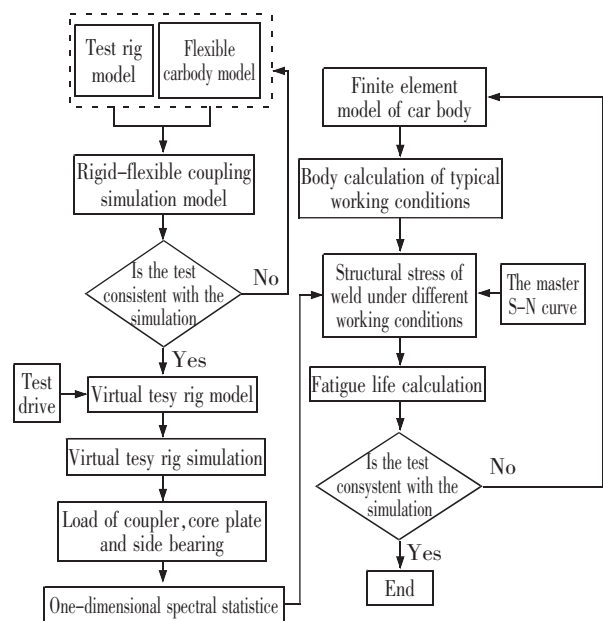 Test rig
model
Flexible
carbody model
Rigid-flexible coupling
simulation model
Is the test
consistent with the
simulation
No
Yes
Test
drive
Virtual tesy rig model
Virtual tesy rig simulation
Load of coupler, core plate
and side bearing
One-dimensional spectral statistice
Finite element
model of car body
Body calculation of typical
working conditions
Structural stress of
weld under different
working conditions
The master
S-N curve
Fatigue life calculation
Is the test
consystent with the
simulation
No
Yes
End